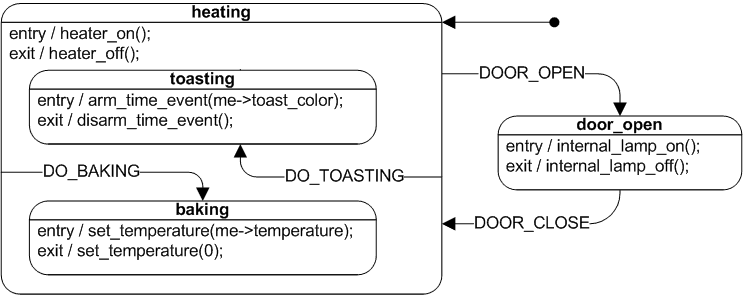 heating
entry / heater_on();
exit / heater_off();
toasting
entry / arm_time_event(me->toast_color);
exit / disarm_time_event();
DO_BAKING
DO_TOASTING
baking
entry / set_temperature(me->temperature);
exit / set_temperature(0);
DOOR_OPEN
door_open
entry / internal_lamp_on();
exit / internal_lamp_off();
DOOR_CLOSE